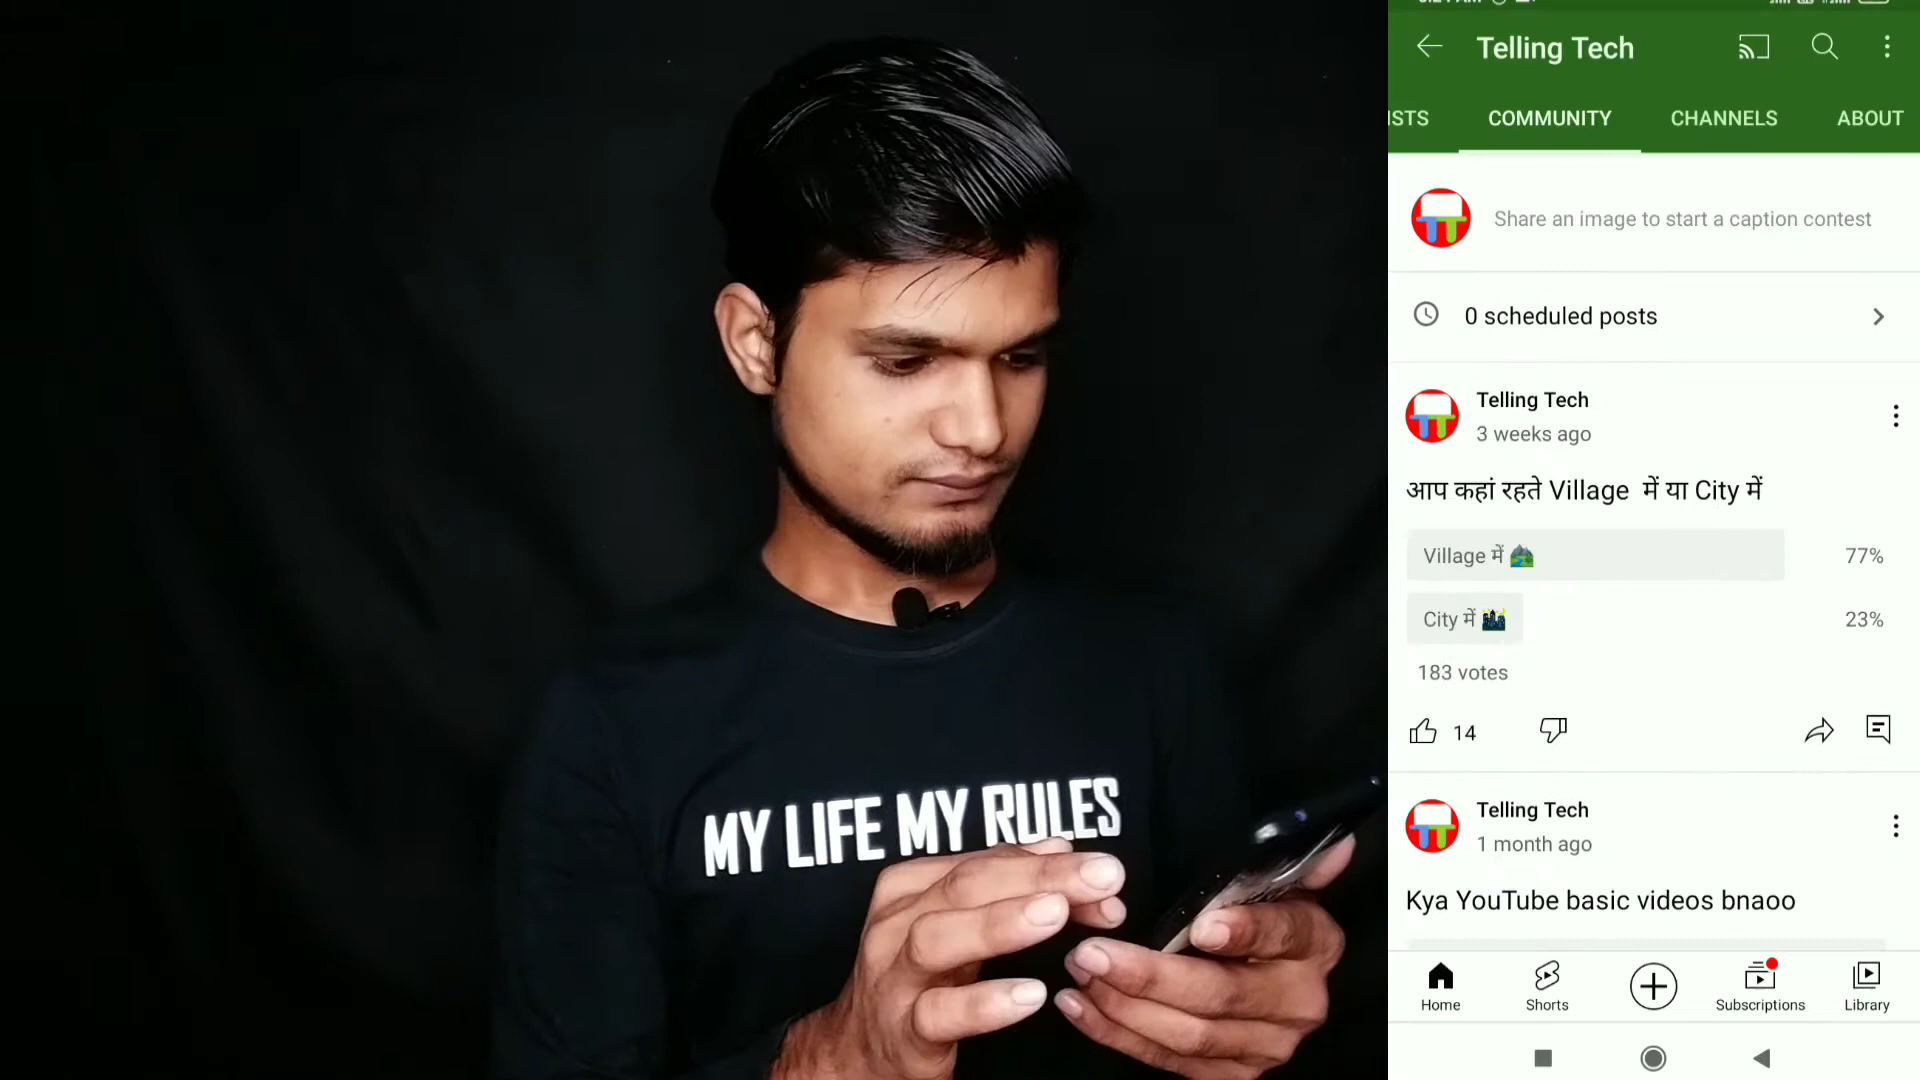 Telling Tech
ISTS COMMUNITY CHANNELS ABOUT
Share an image to start a caption contest
0 scheduled posts
Telling Tech
3 weeks ago
आप कहां रहते Village में या City में
Village में 77%
City में 23%
183 votes
14
Telling Tech
1 month ago
Kya YouTube basic videos bnaoo
Home Shorts Subscriptions Library
MY LIFE MY RULES